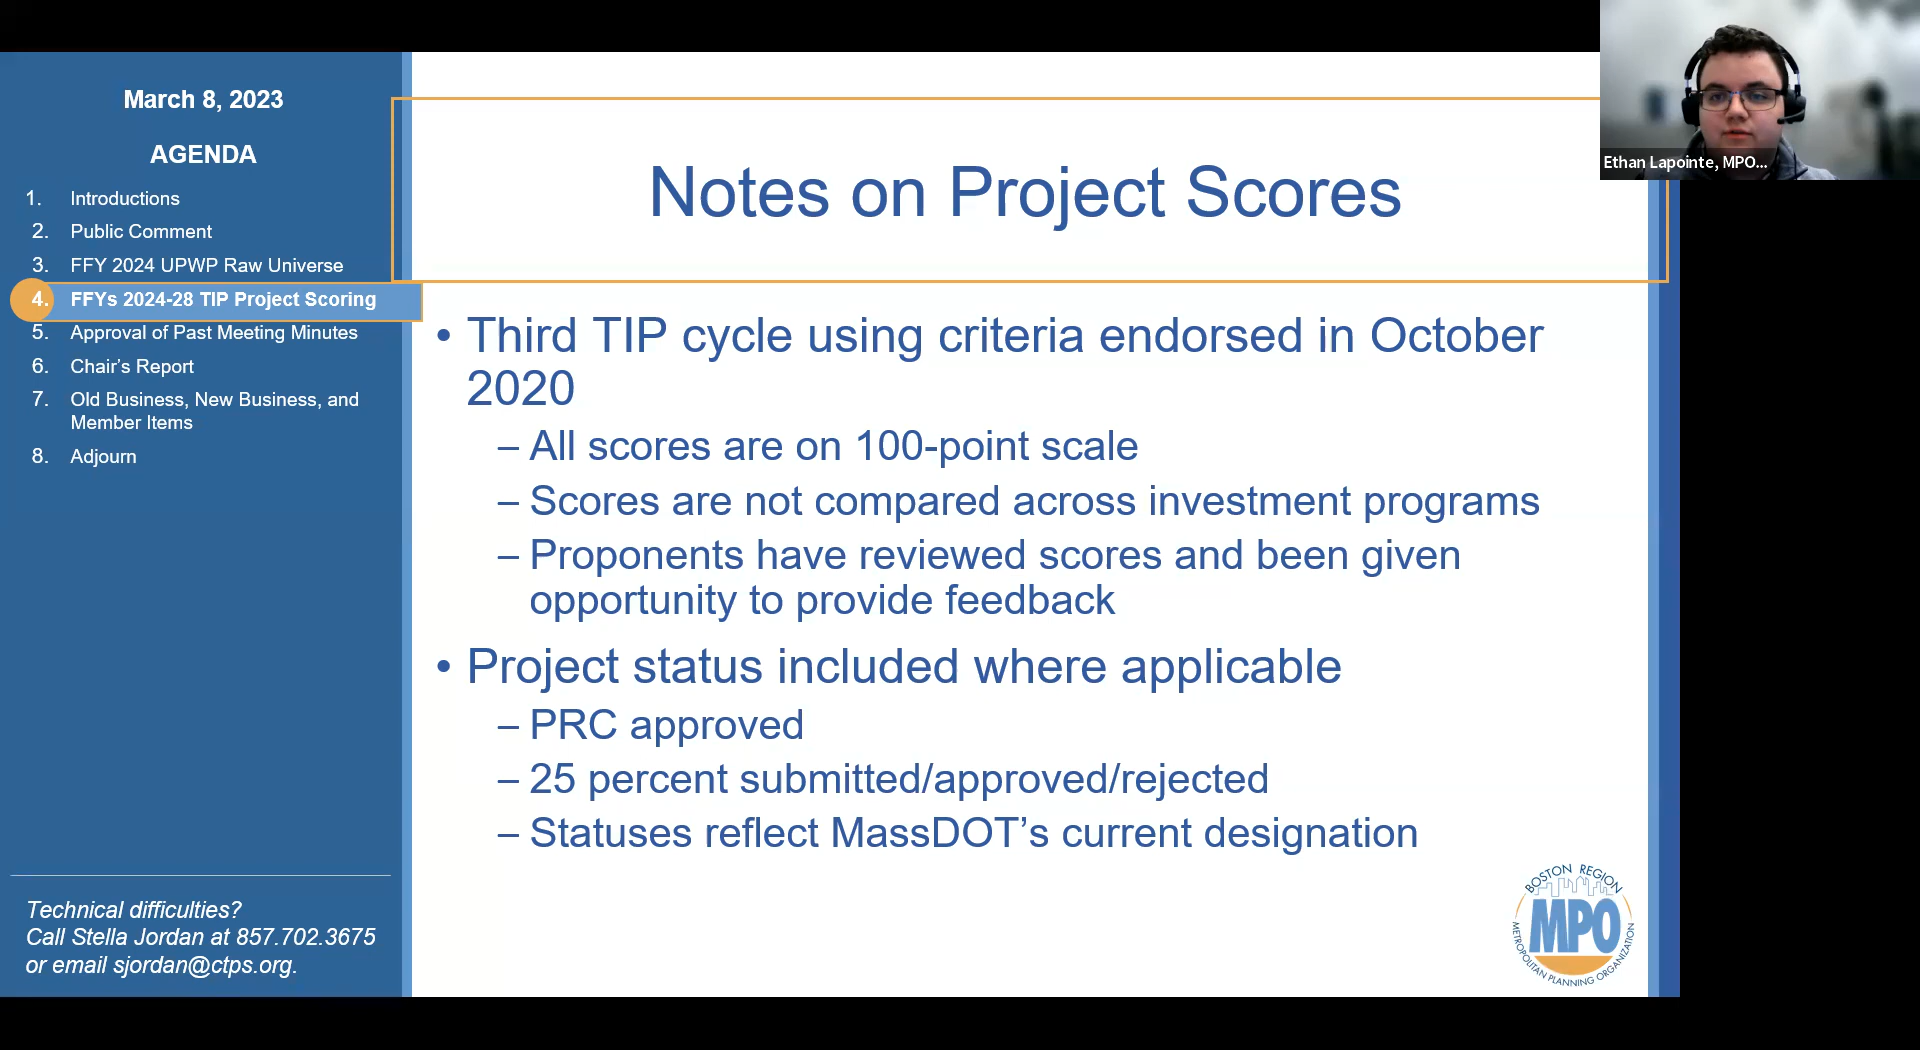 March 8, 2023
AGENDA
1. Introductions
2. Public Comment
3. FFY 2024 UPWP Raw Universe
4. FFYs 2024-28 TIP Project Scoring
5. Approval of Past Meeting Minutes
6. Chair’s Report
7. Old Business, New Business, and
Member Items
8. Adjourn
Technical difficulties?
Call Stella Jordan at 857.702.3675
or email sjordan@ctps.org.
Notes on Project Scores
• Third TIP cycle using criteria endorsed in October
2020
– All scores are on 100-point scale
– Scores are not compared across investment programs
– Proponents have reviewed scores and been given
opportunity to provide feedback
• Project status included where applicable
– PRC approved
– 25 percent submitted/approved/rejected
– Statuses reflect MassDOT’s current designation
BOSTON REGION
MPO
METROPOLITAN PLANNING ORGANIZATION
Ethan Lapointe, MPO...